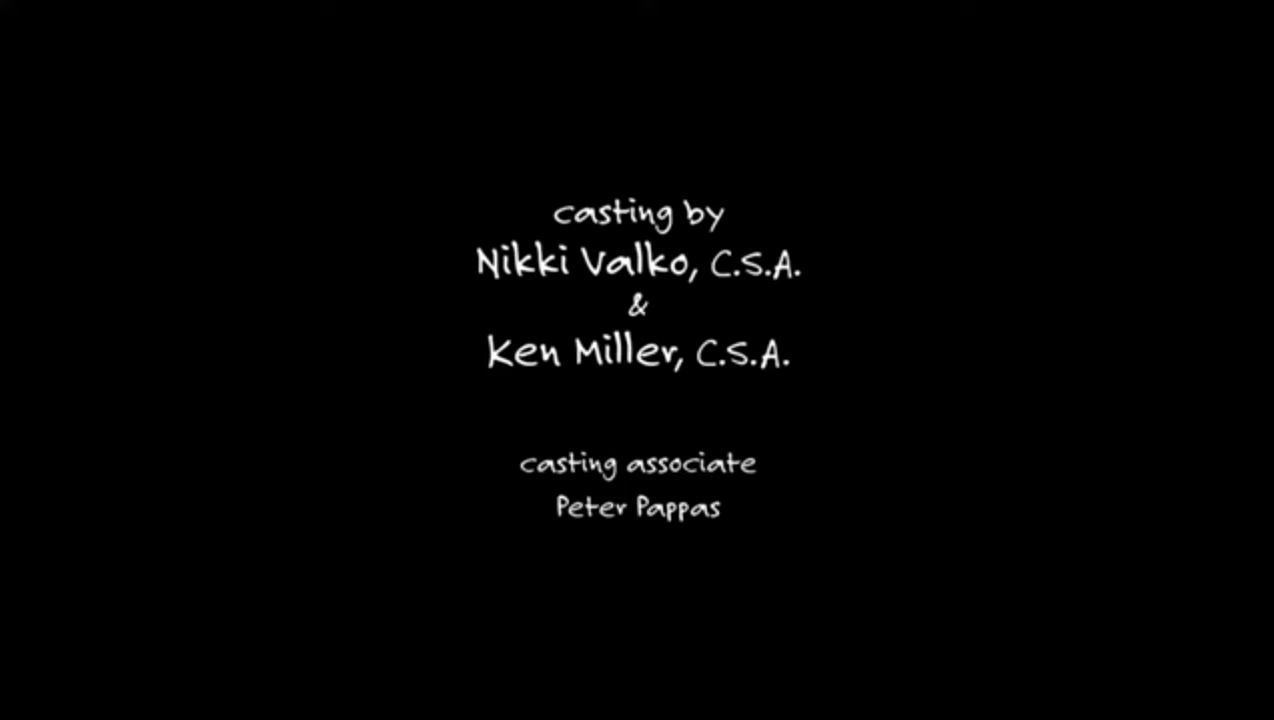 casting by
Nikki Valko, C.S.A.
&
Ken Miller, C.S.A.
casting associate
Peter Pappas